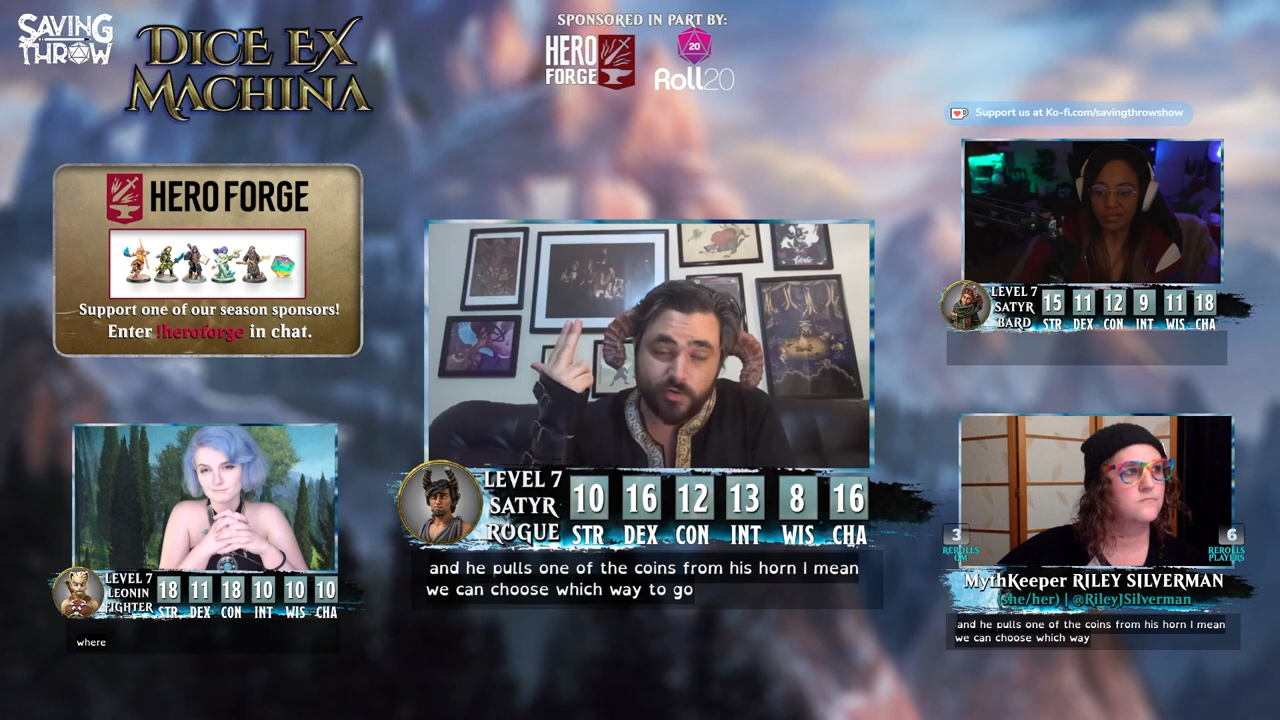 SAVING
THROW
DICE EX
MACHINA
SPONSORED IN PART BY:
HERO
FORGE
20
Roll20
Support us at Ko-fi.com/savingthrowshow
HERO FORGE
Support one of our season sponsors!
Enter !heroforge in chat.
LEVEL 7
SATYR
BARD
15 11 12 9 11 18
STR DEX CON INT WIS CHA
LEVEL 7
SATYR
ROGUE
10 16 12 13 8 16
STR DEX CON INT WIS CHA
and he pulls one of the coins from his horn I mean
we can choose which way to go
LEVEL 7
LEONIN
FIGHTER
18 11 18 10 10 10
STR DEX CON INT WIS CHA
where
3
REROLLS
GM
6
REROLLS
PLAYERS
MythKeeper RILEY SILVERMAN
(she/her) | @RileyJSilverman
and he pulls one of the coins from his horn I mean
we can choose which way